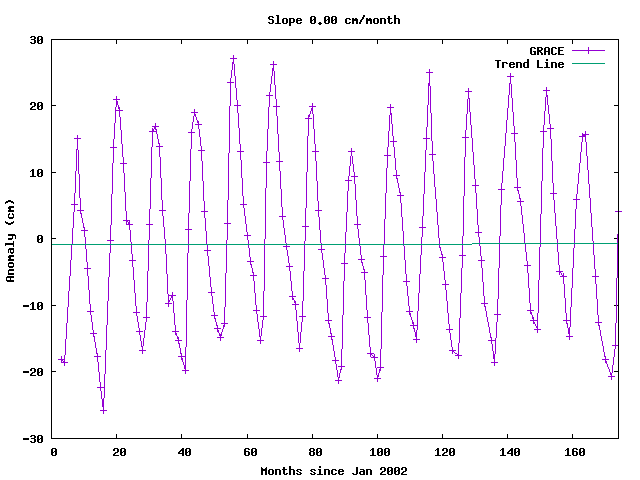 Slope 0.00 cm/month
GRACE
Trend Line
30
20
10
0
-10
-20
-30
Anomaly (cm)
0 20 40 60 80 100 120 140 160
Months since Jan 2002